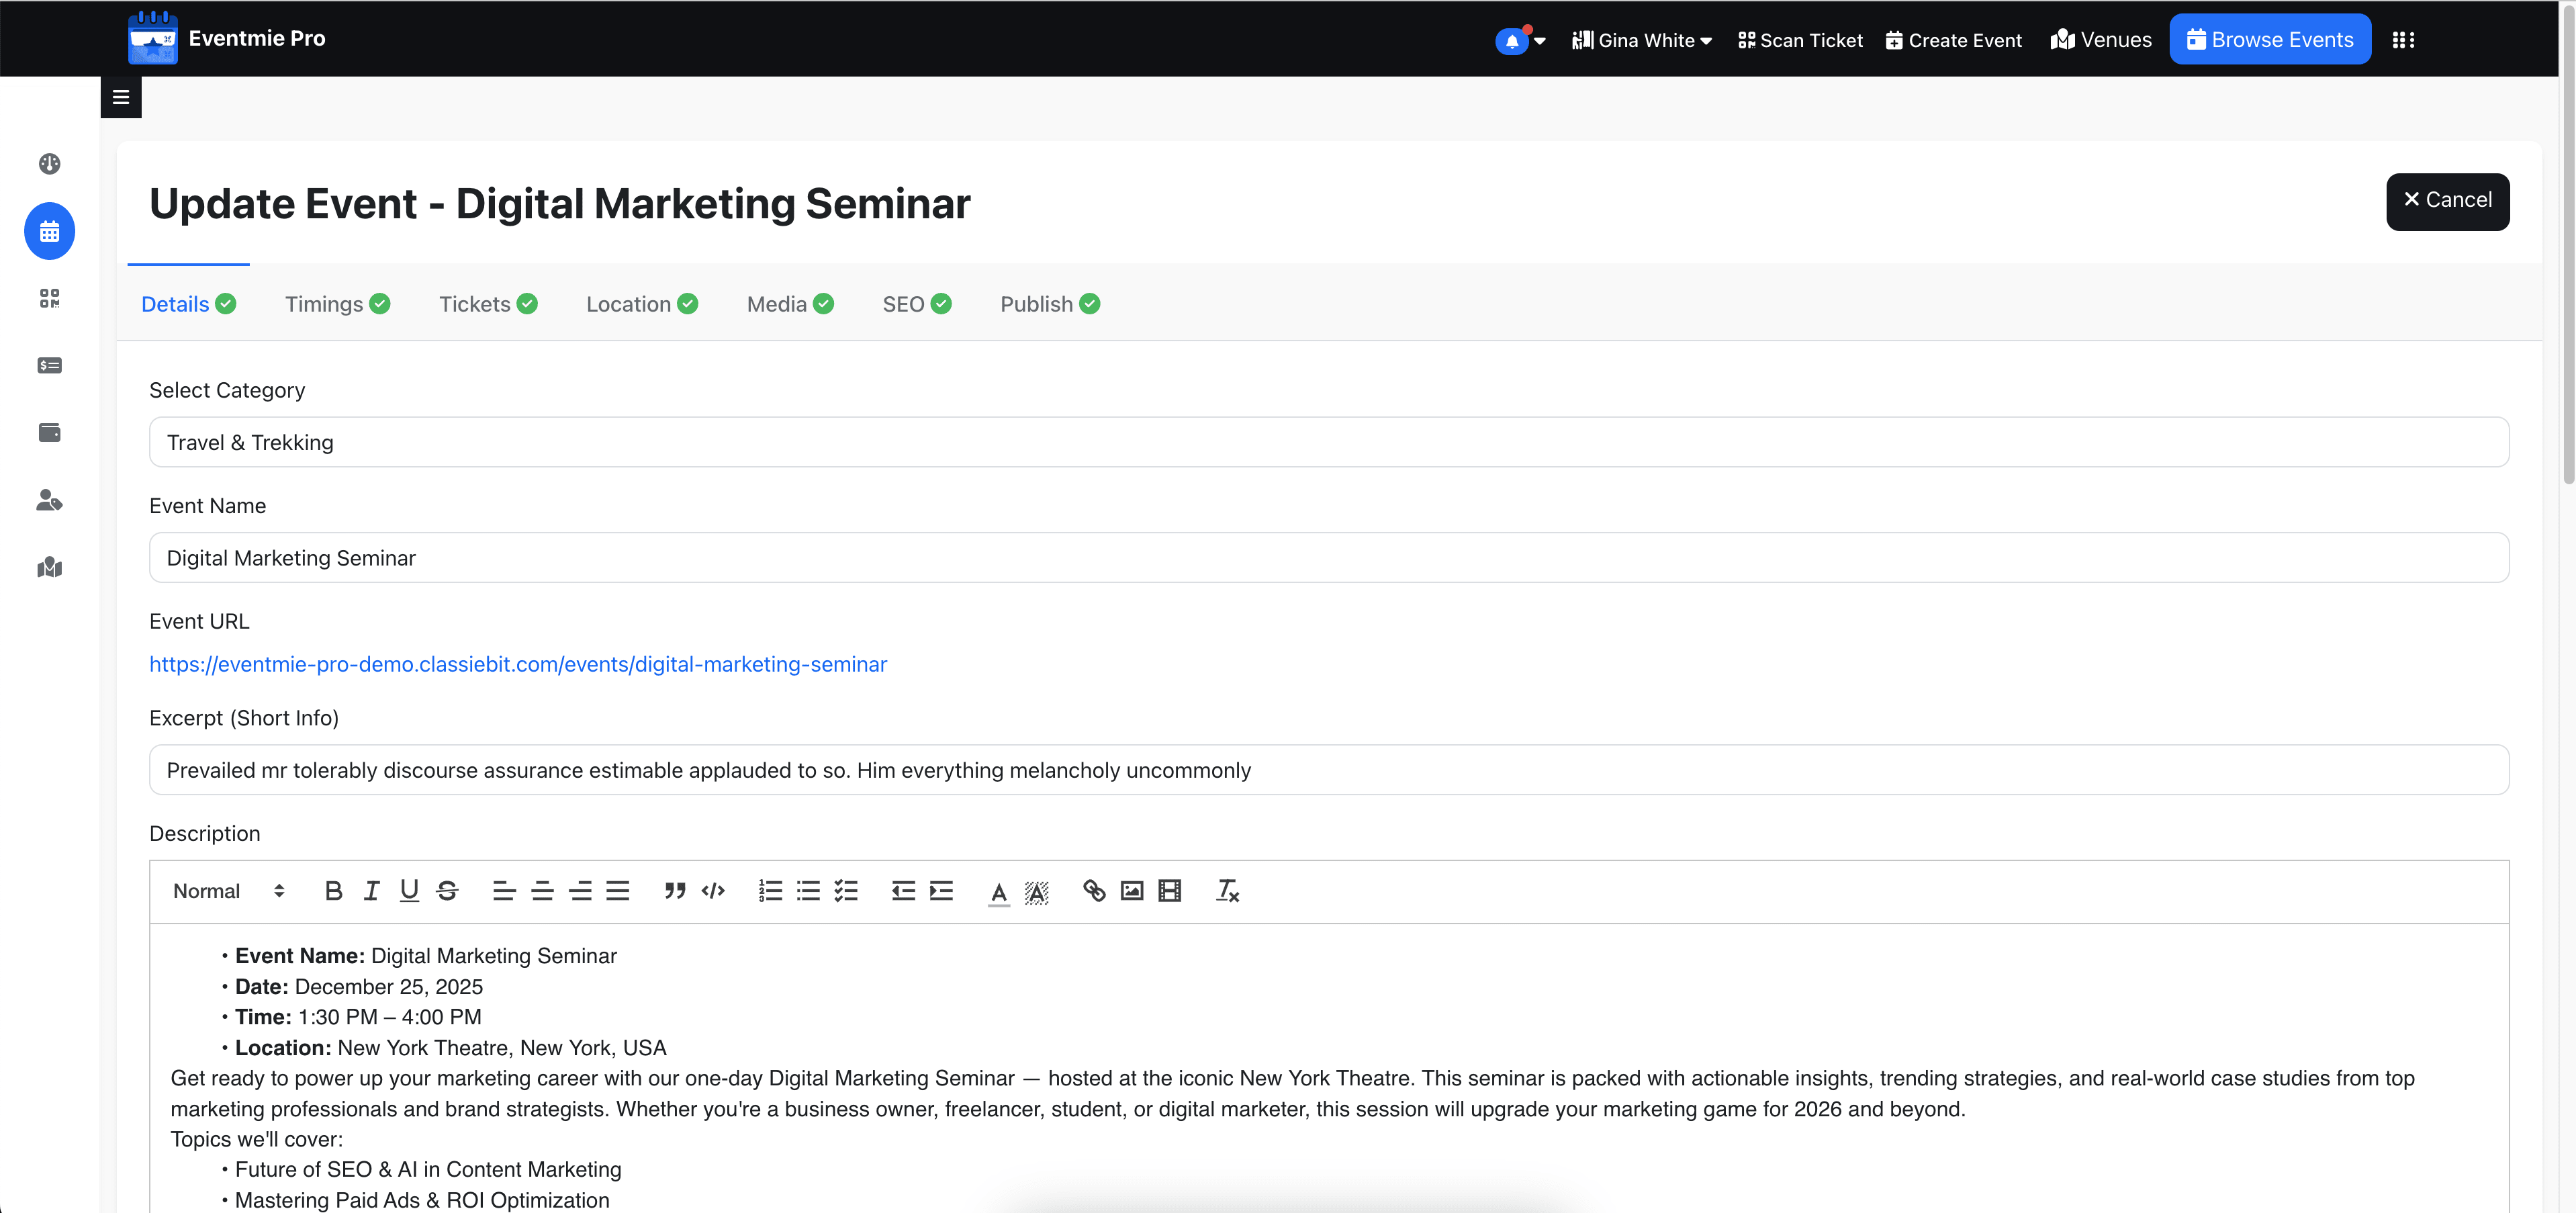 Eventmie Pro
Gina White
Scan Ticket
Create Event
Venues
Browse Events
Update Event - Digital Marketing Seminar
Cancel
Details
Timings
Tickets
Location
Media
SEO
Publish
Select Category
Travel & Trekking
Event Name
Digital Marketing Seminar
Event URL
https://eventmie-pro-demo.classiebit.com/events/digital-marketing-seminar
Excerpt (Short Info)
Prevailed mr tolerably discourse assurance estimable applauded to so. Him everything melancholy uncommonly
Description
Normal
• Event Name: Digital Marketing Seminar
• Date: December 25, 2025
• Time: 1:30 PM – 4:00 PM
• Location: New York Theatre, New York, USA
Get ready to power up your marketing career with our one-day Digital Marketing Seminar — hosted at the iconic New York Theatre. This seminar is packed with actionable insights, trending strategies, and real-world case studies from top
marketing professionals and brand strategists. Whether you're a business owner, freelancer, student, or digital marketer, this session will upgrade your marketing game for 2026 and beyond.
Topics we'll cover:
• Future of SEO & AI in Content Marketing
• Mastering Paid Ads & ROI Optimization